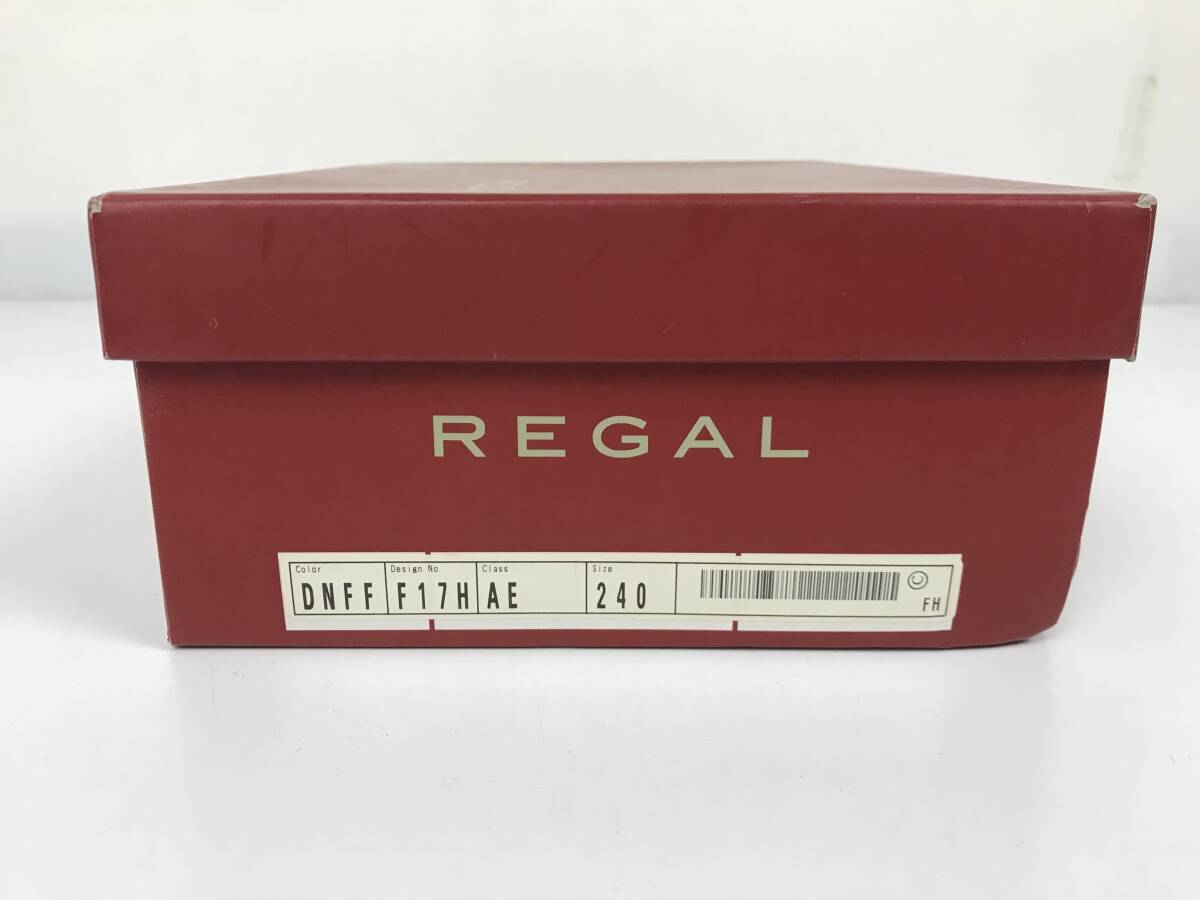 REGAL
Color Design No. Class Size
DNFF F17H AE 240 ©
FH